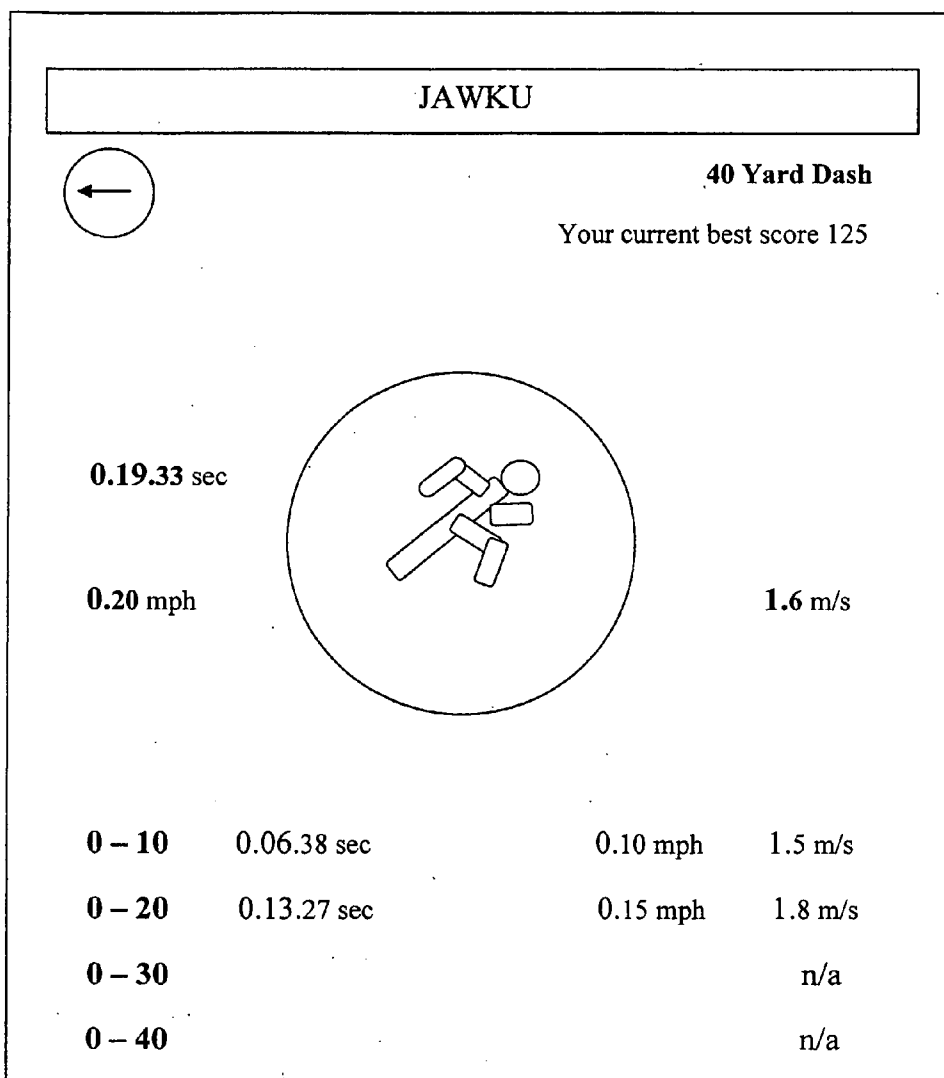 JAWKU
40 Yard Dash
Your current best score 125
0.19.33 sec
0.20 mph 1.6 m/s
0 – 10 0.06.38 sec 0.10 mph 1.5 m/s
0 – 20 0.13.27 sec 0.15 mph 1.8 m/s
0 – 30 n/a
0 – 40 n/a